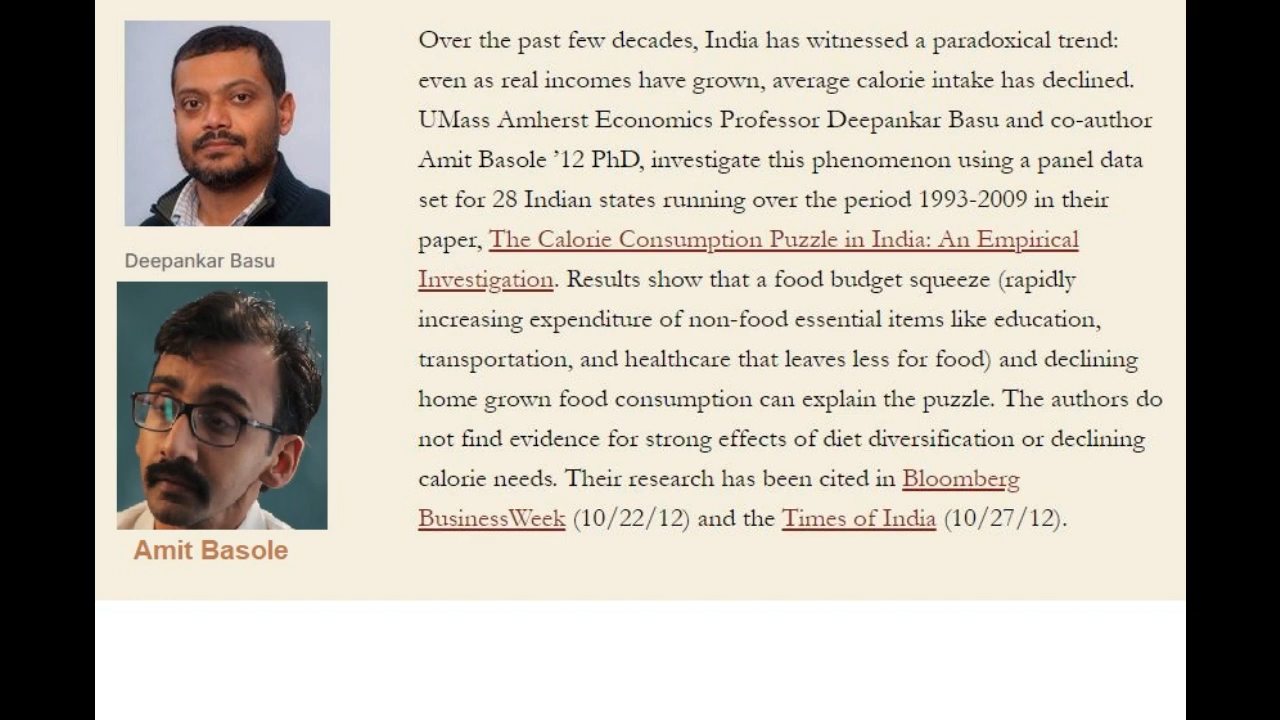 Deepankar Basu
Amit Basole
Over the past few decades, India has witnessed a paradoxical trend:
even as real incomes have grown, average calorie intake has declined.
UMass Amherst Economics Professor Deepankar Basu and co-author
Amit Basole ’12 PhD, investigate this phenomenon using a panel data
set for 28 Indian states running over the period 1993-2009 in their
paper, The Calorie Consumption Puzzle in India: An Empirical
Investigation. Results show that a food budget squeeze (rapidly
increasing expenditure of non-food essential items like education,
transportation, and healthcare that leaves less for food) and declining
home grown food consumption can explain the puzzle. The authors do
not find evidence for strong effects of diet diversification or declining
calorie needs. Their research has been cited in Bloomberg
BusinessWeek (10/22/12) and the Times of India (10/27/12).